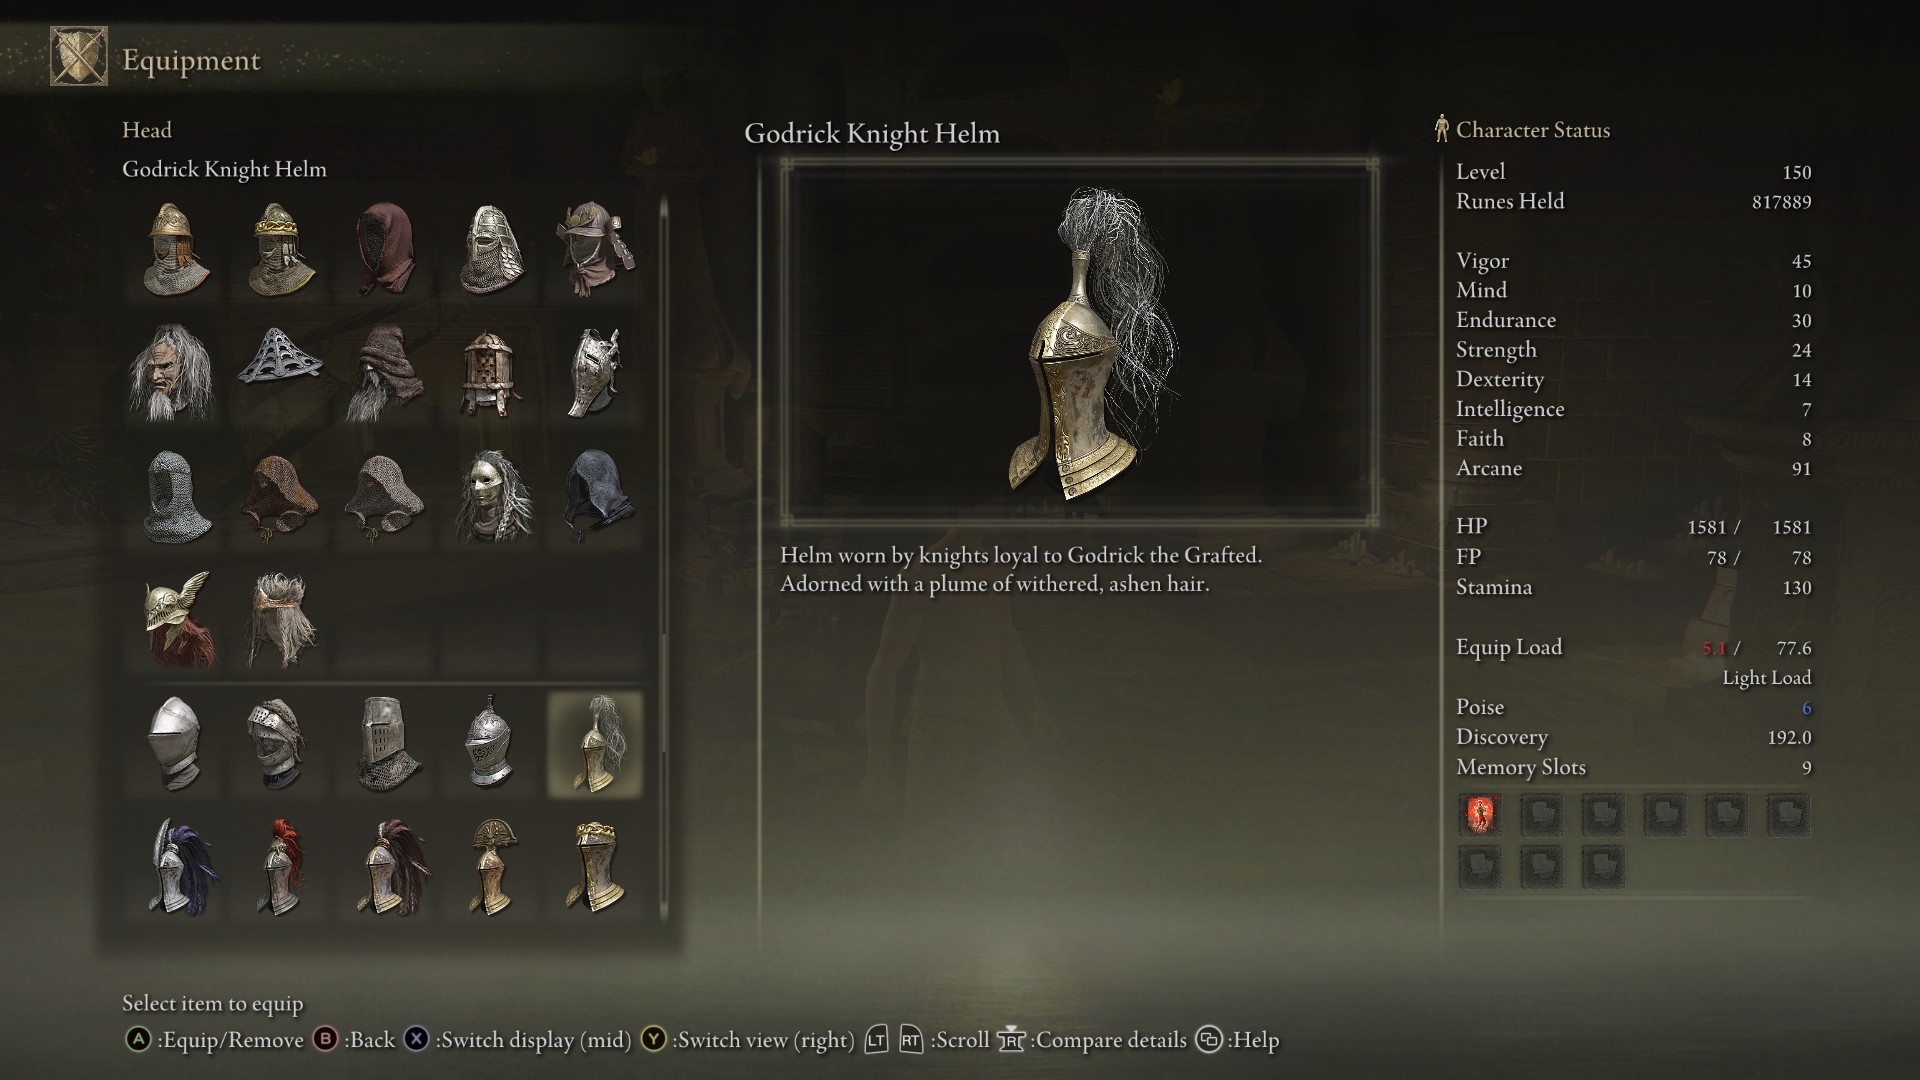 Equipment
Head
Godrick Knight Helm
Godrick Knight Helm
Helm worn by knights loyal to Godrick the Grafted.
Adorned with a plume of withered, ashen hair.
Character Status
Level 150
Runes Held 817889
Vigor 45
Mind 10
Endurance 30
Strength 24
Dexterity 14
Intelligence 7
Faith 8
Arcane 91
HP 1581 / 1581
FP 78 / 78
Stamina 130
Equip Load 5.1 / 77.6
Light Load
Poise 6
Discovery 192.0
Memory Slots 9
Select item to equip
A :Equip/Remove B :Back X :Switch display (mid) Y :Switch view (right) LT RT :Scroll R :Compare details :Help